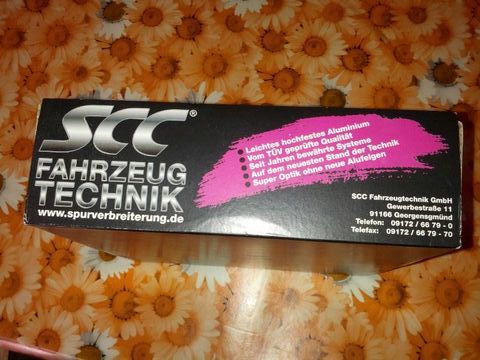 SCC®
FAHRZEUG
TECHNIK
www.spurverbreiterung.de
• Leichtes hochfestes Aluminium
• Vom TÜV geprüfte Qualität
• Seit Jahren bewährte Systeme
• Auf dem neuesten Stand der Technik
• Super Optik ohne neue Alufelgen
SCC Fahrzeugtechnik GmbH
Gewerbestraße 11
91166 Georgensgmünd
Telefon: 09172 / 66 79 - 0
Telefax: 09172 / 66 79 - 70